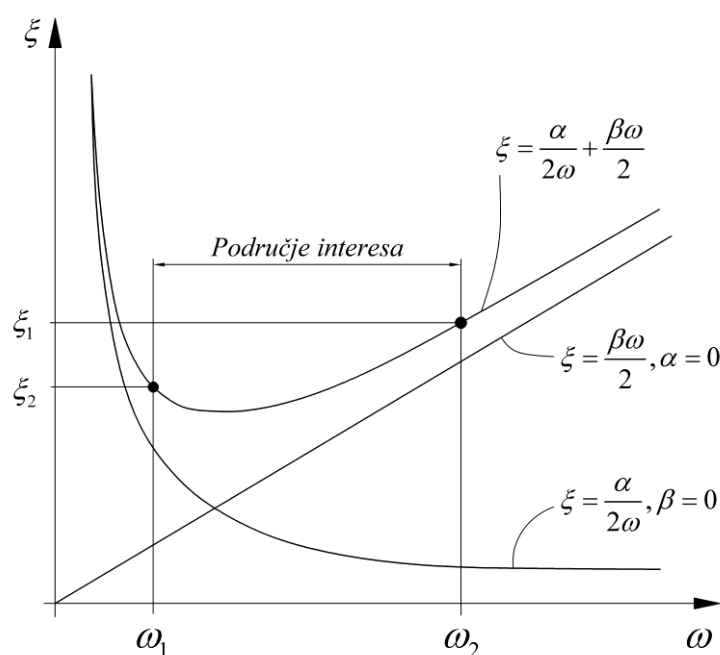 ξ
ξ = α/2ω + βω/2
Područje interesa
ξ₁
ξ = βω/2, α = 0
ξ₂
ξ = α/2ω, β = 0
ω₁
ω₂
ω